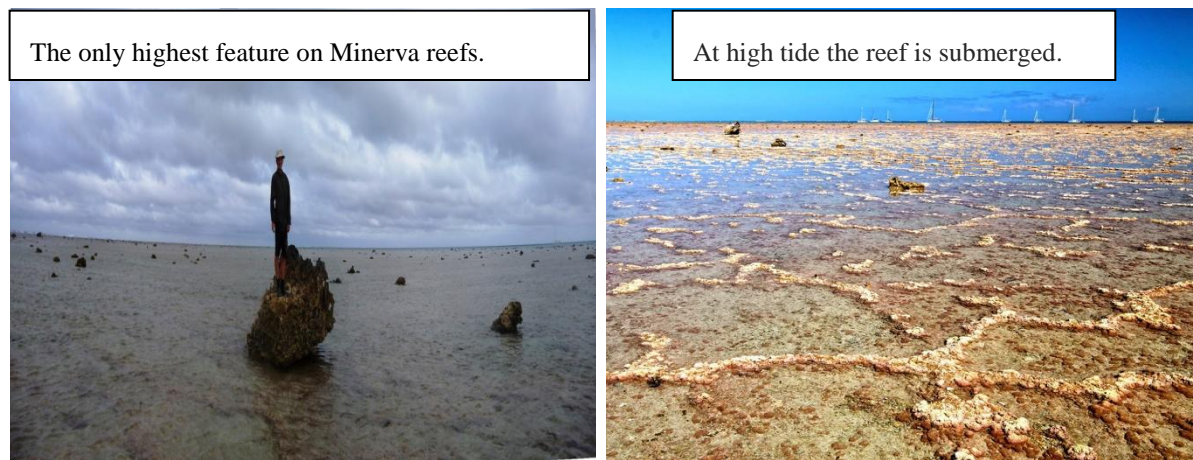 The only highest feature on Minerva reefs.
At high tide the reef is submerged.